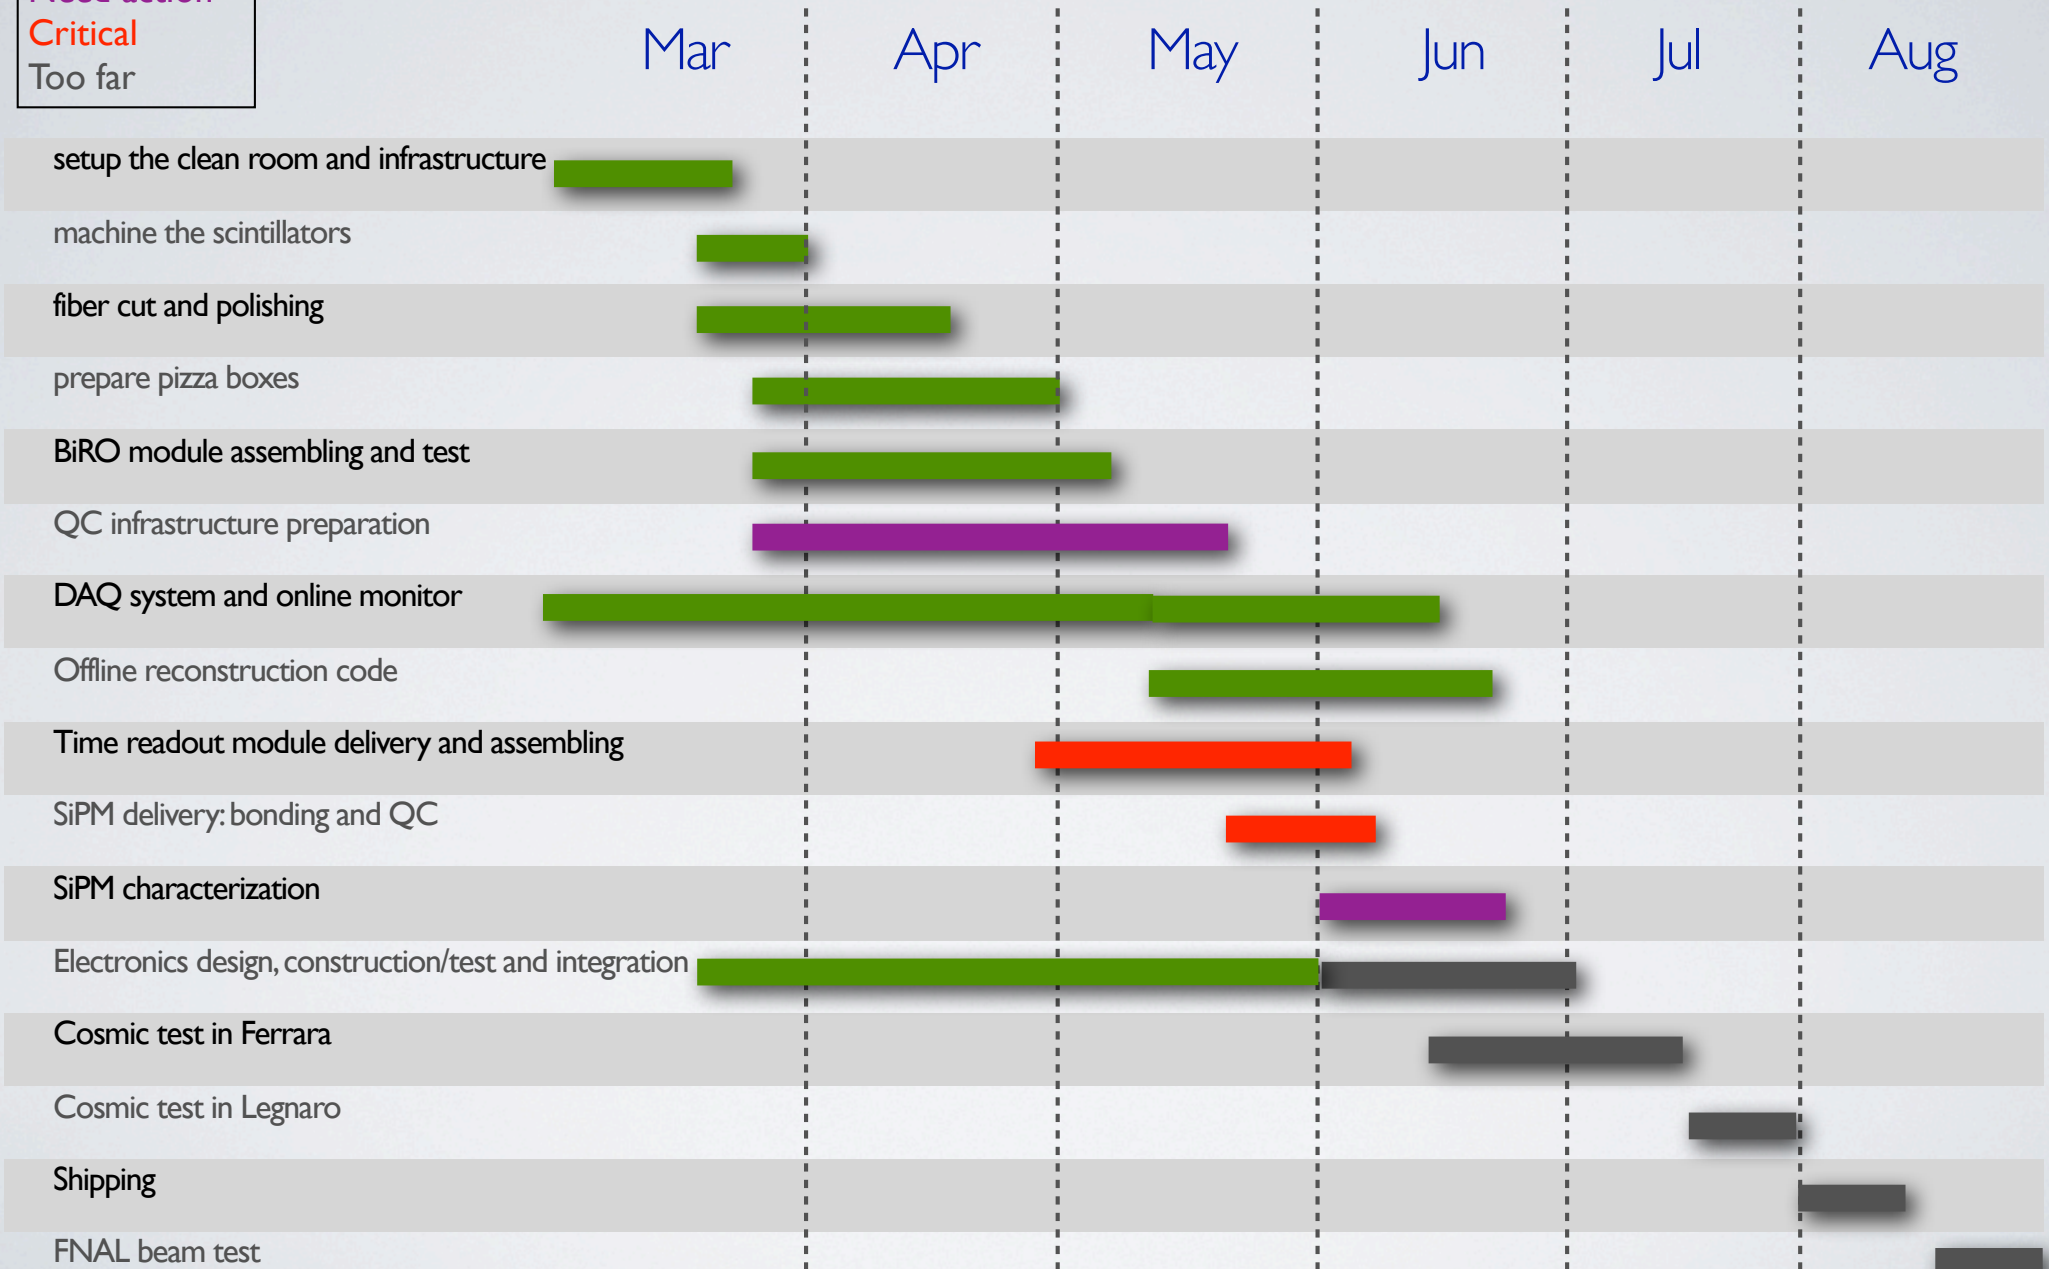 Need action
Critical
Too far
Mar Apr May Jun Jul Aug
setup the clean room and infrastructure
machine the scintillators
fiber cut and polishing
prepare pizza boxes
BiRO module assembling and test
QC infrastructure preparation
DAQ system and online monitor
Offline reconstruction code
Time readout module delivery and assembling
SiPM delivery: bonding and QC
SiPM characterization
Electronics design, construction/test and integration
Cosmic test in Ferrara
Cosmic test in Legnaro
Shipping
FNAL beam test